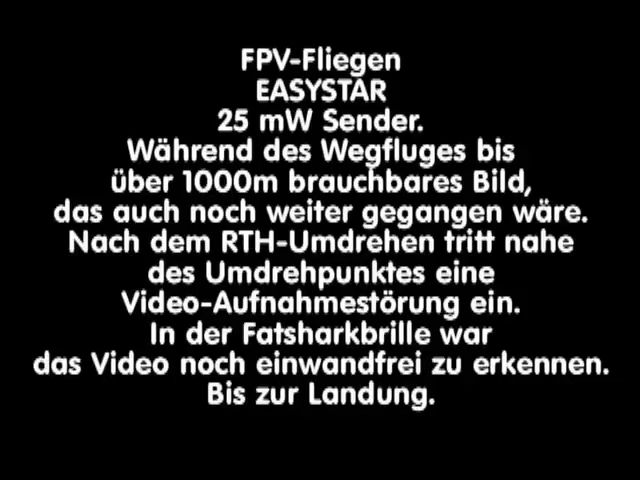 FPV-Fliegen
EASYSTAR
25 mW Sender.
Während des Wegfluges bis
über 1000m brauchbares Bild,
das auch noch weiter gegangen wäre.
Nach dem RTH-Umdrehen tritt nahe
des Umdrehpunktes eine
Video-Aufnahmestörung ein.
In der Fatsharkbrille war
das Video noch einwandfrei zu erkennen.
Bis zur Landung.